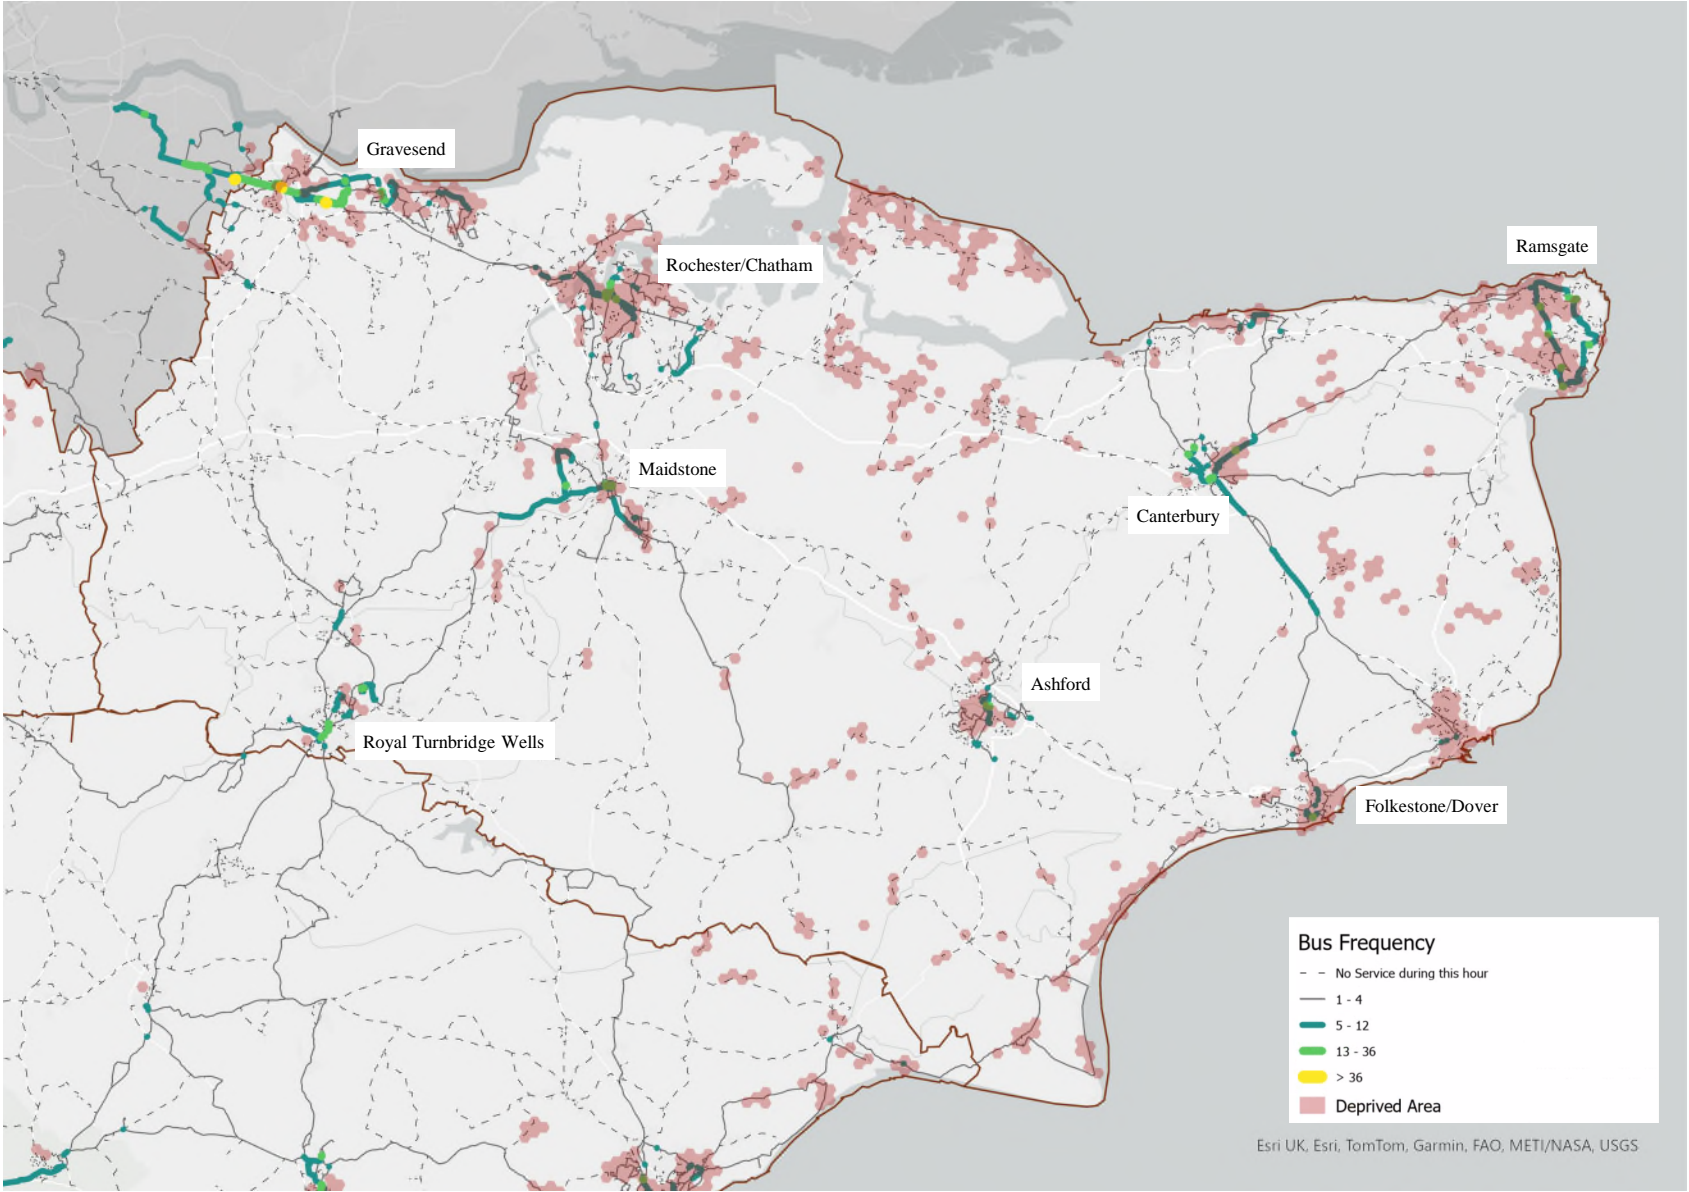 Gravesend
Ramsgate
Rochester/Chatham
Maidstone
Canterbury
Ashford
Royal Turnbridge Wells
Folkestone/Dover
Bus Frequency
No Service during this hour
1 - 4
5 - 12
13 - 36
> 36
Deprived Area
Esri UK, Esri, TomTom, Garmin, FAO, METI/NASA, USGS